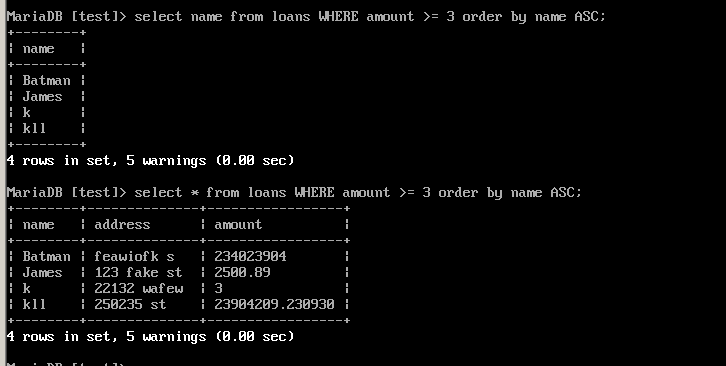 MariaDB [test]> select name from loans WHERE amount >= 3 order by name ASC;
+--------+
| name   |
+--------+
| Batman |
| James  |
| k      |
| kll    |
+--------+
4 rows in set, 5 warnings (0.00 sec)
MariaDB [test]> select * from loans WHERE amount >= 3 order by name ASC;
+--------+--------------+-----------------+
| name   | address      | amount          |
+--------+--------------+-----------------+
| Batman | feawiofk s   | 234023904       |
| James  | 123 fake st  | 2500.89         |
| k      | 22132 wafew  | 3               |
| kll    | 250235 st    | 23904209.230930 |
+--------+--------------+-----------------+
4 rows in set, 5 warnings (0.00 sec)
MariaDB [test]>